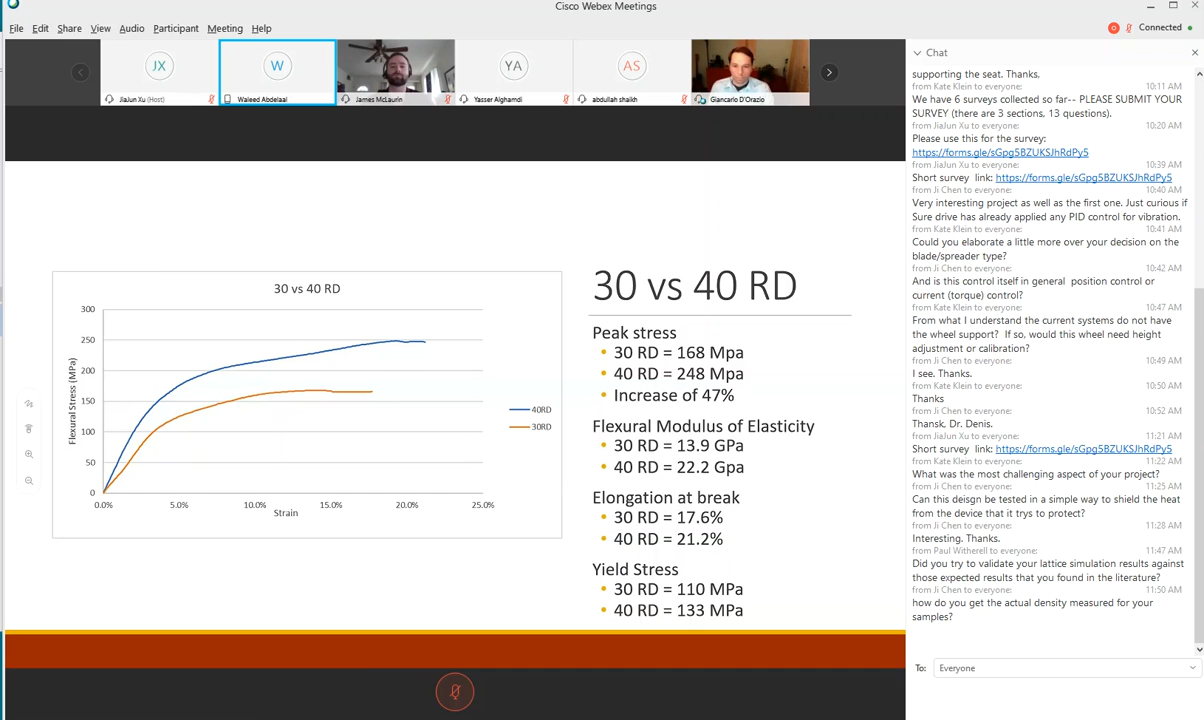 Cisco Webex Meetings
File Edit Share View Audio Participant Meeting Help
Connected
JX
W
YA
AS
JiaJun Xu (Host)
Waleed Abdelaal
James McLaurin
Yasser Alghamdi
abdullah shaikh
Giancarlo D'Orazio
30 vs 40 RD
300
250
200
150
100
50
0
Flexural Stress (MPa)
0.0%
5.0%
10.0%
15.0%
20.0%
25.0%
Strain
40RD
30RD
30 vs 40 RD
Peak stress
• 30 RD = 168 Mpa
• 40 RD = 248 Mpa
• Increase of 47%
Flexural Modulus of Elasticity
• 30 RD = 13.9 GPa
• 40 RD = 22.2 Gpa
Elongation at break
• 30 RD = 17.6%
• 40 RD = 21.2%
Yield Stress
• 30 RD = 110 MPa
• 40 RD = 133 MPa
Chat
supporting the seat. Thanks.
from Kate Klein to everyone: 10:11 AM
We have 6 surveys collected so far-- PLEASE SUBMIT YOUR
SURVEY (there are 3 sections, 13 questions).
from JiaJun Xu to everyone: 10:20 AM
Please use this for the survey:
https://forms.gle/sGpg5BZUKSJhRdPy5
from JiaJun Xu to everyone: 10:39 AM
Short survey link: https://forms.gle/sGpg5BZUKSJhRdPy5
from Ji Chen to everyone: 10:40 AM
Very interesting project as well as the first one. Just curious if
Sure drive has already applied any PID control for vibration.
from Kate Klein to everyone: 10:41 AM
Could you elaborate a little more over your decision on the
blade/spreader type?
from Ji Chen to everyone: 10:42 AM
And is this control itself in general position control or
current (torque) control?
from Kate Klein to everyone: 10:47 AM
From what I understand the current systems do not have
the wheel support? If so, would this wheel need height
adjustment or calibration?
from Ji Chen to everyone: 10:49 AM
I see. Thanks.
from Kate Klein to everyone: 10:50 AM
Thanks
from Ji Chen to everyone: 10:52 AM
Thansk, Dr. Denis.
from JiaJun Xu to everyone: 11:21 AM
Short survey link: https://forms.gle/sGpg5BZUKSJhRdPy5
from Kate Klein to everyone: 11:22 AM
What was the most challenging aspect of your project?
from Ji Chen to everyone: 11:25 AM
Can this deisgn be tested in a simple way to shield the heat
from the device that it trys to protect?
from Ji Chen to everyone: 11:28 AM
Interesting. Thanks.
from Paul Witherell to everyone: 11:47 AM
Did you try to validate your lattice simulation results against
those expected results that you found in the literature?
from Ji Chen to everyone: 11:50 AM
how do you get the actual density measured for your
samples?
To: Everyone